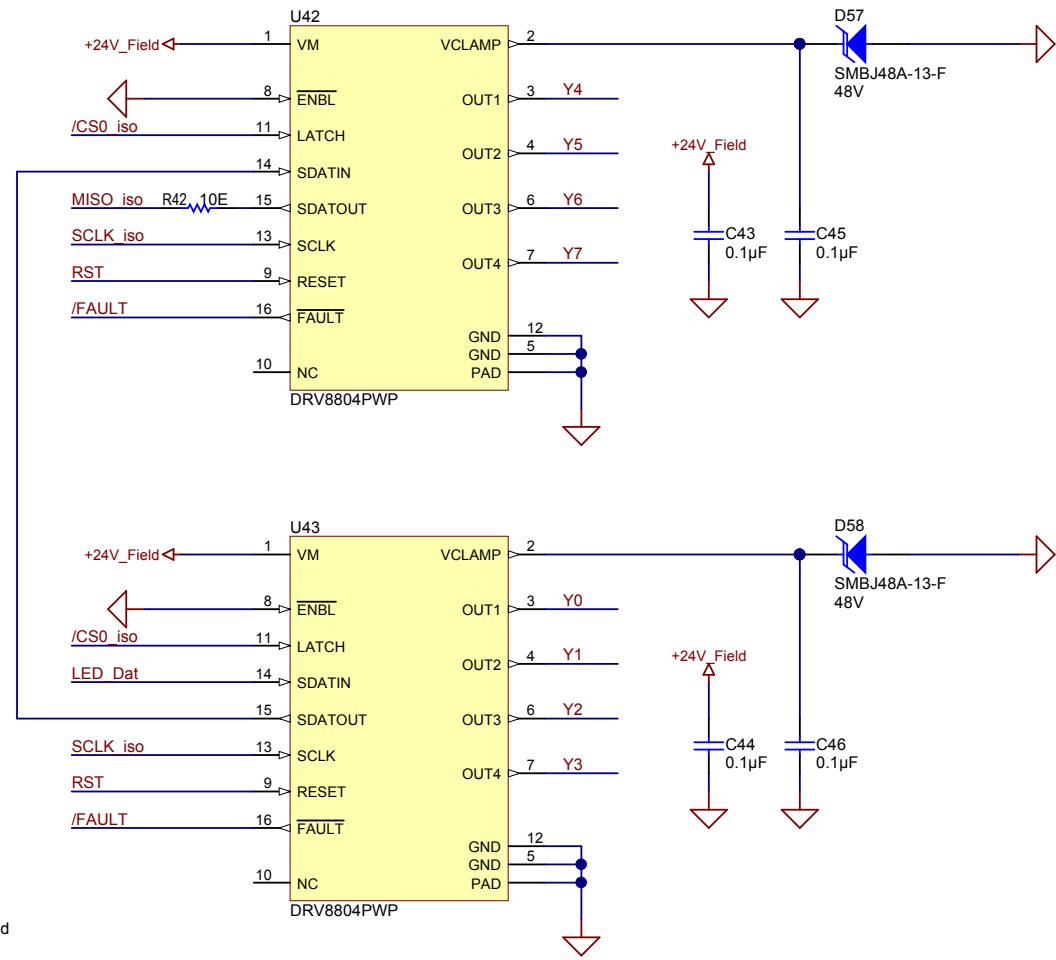 U42
+24V_Field
1
VM
VCLAMP
2
8
ENBL
OUT1
3
Y4
/CS0_iso
11
LATCH
OUT2
4
Y5
14
SDATIN
MISO_iso
R42
10E
15
SDATOUT
OUT3
6
Y6
SCLK_iso
13
SCLK
OUT4
7
Y7
RST
9
RESET
/FAULT
16
FAULT
GND
12
GND
5
PAD
10
NC
DRV8804PWP
D57
SMBJ48A-13-F
48V
+24V_Field
C43
0.1µF
C45
0.1µF
U43
+24V_Field
1
VM
VCLAMP
2
8
ENBL
OUT1
3
Y0
/CS0_iso
11
LATCH
OUT2
4
Y1
LED_Dat
14
SDATIN
15
SDATOUT
OUT3
6
Y2
SCLK_iso
13
SCLK
OUT4
7
Y3
RST
9
RESET
/FAULT
16
FAULT
GND
12
GND
5
PAD
10
NC
DRV8804PWP
D58
SMBJ48A-13-F
48V
+24V_Field
C44
0.1µF
C46
0.1µF
d